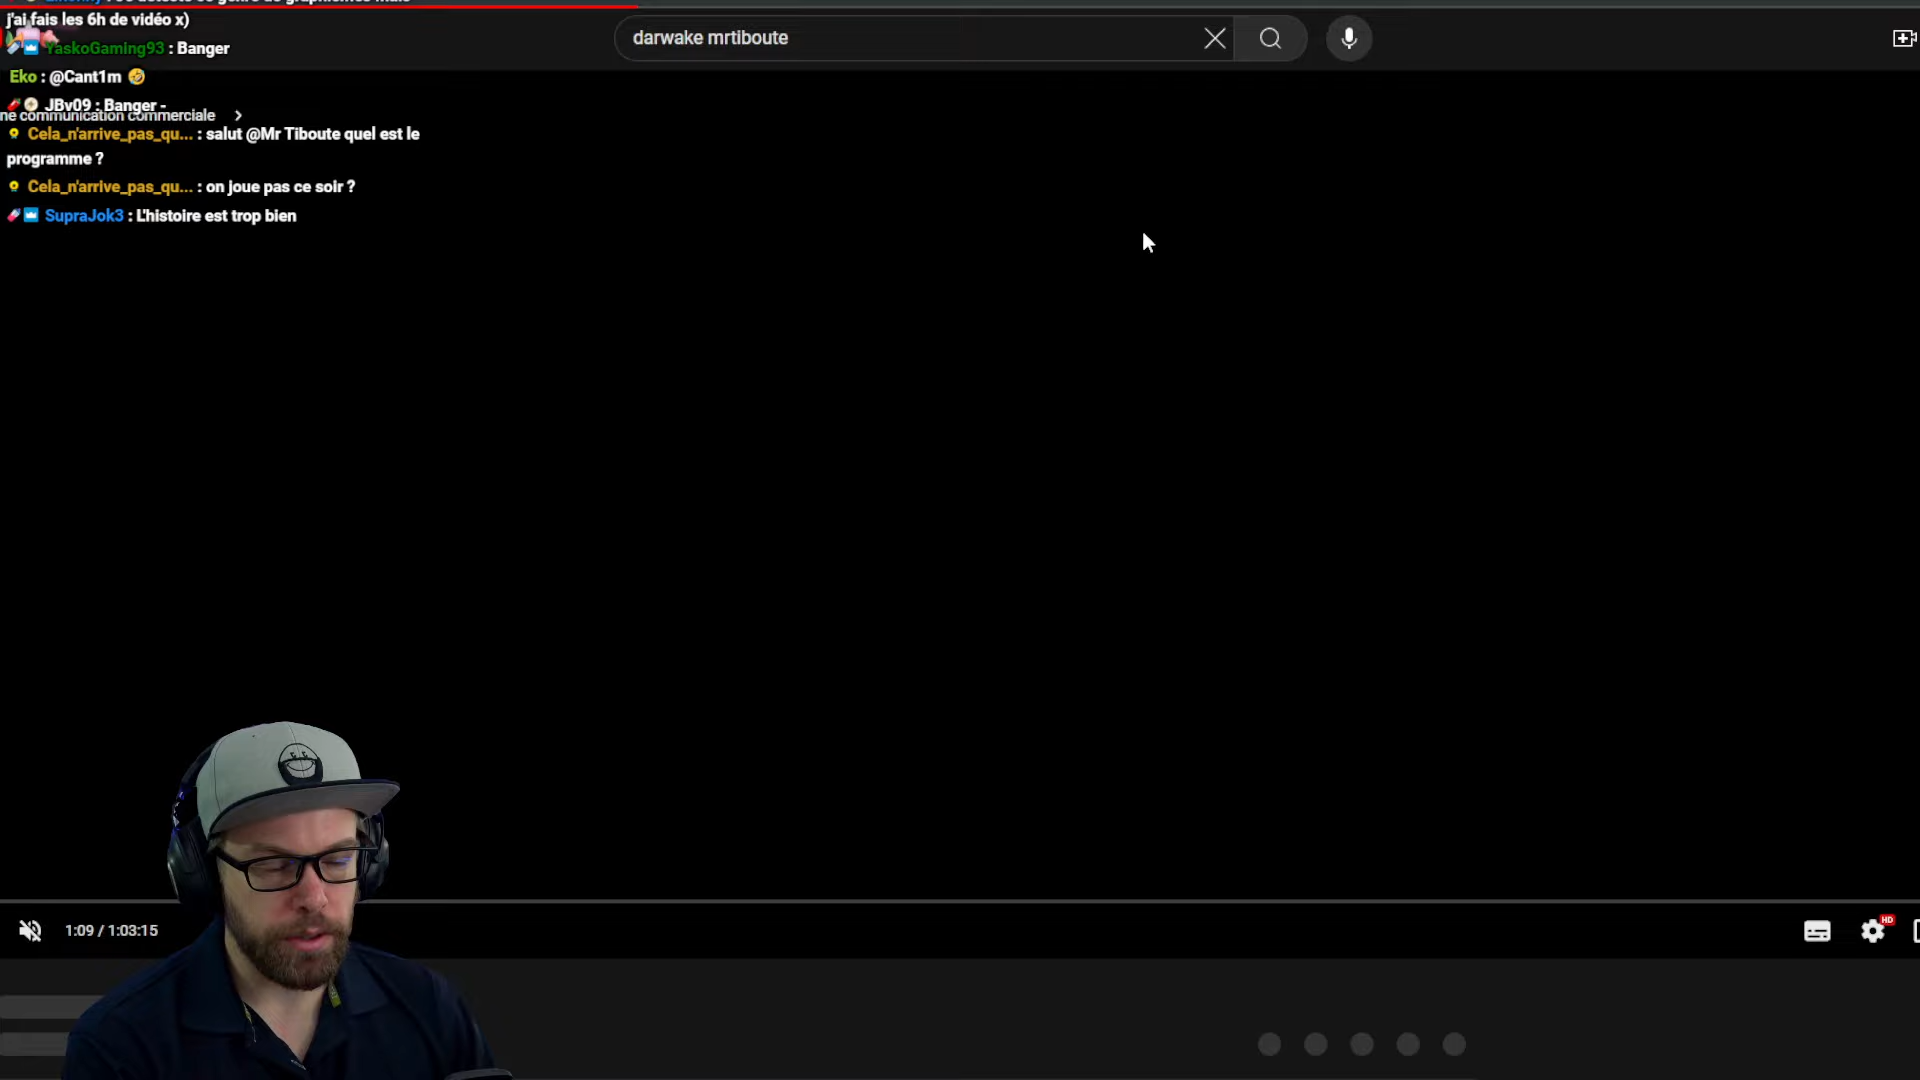 j'ai fais les 6h de vidéo x)
YaskoGaming93 : Banger
Eko : @Cant1m
JBv09 : Banger -
ne communication commerciale
Cela_n'arrive_pas_qu... : salut @Mr Tiboute quel est le
programme ?
Cela_n'arrive_pas_qu... : on joue pas ce soir ?
SupraJok3 : L'histoire est trop bien
darwake mrtiboute
1:09 / 1:03:15
HD